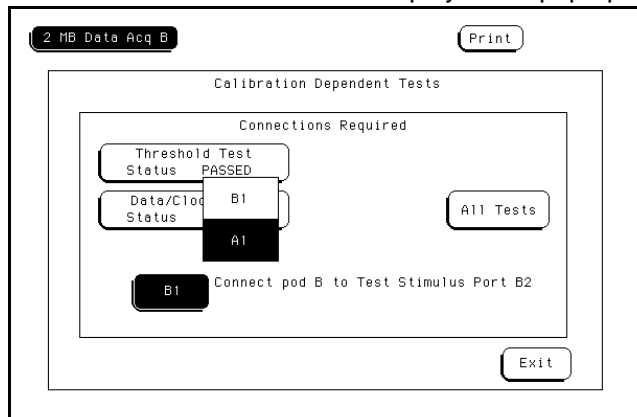 2 MB Data Acq B
Print
Calibration Dependent Tests
Connections Required
Threshold Test
Status PASSED
Data/Cloc
Status
B1
A1
All Tests
B1
Connect pod B to Test Stimulus Port B2
Exit